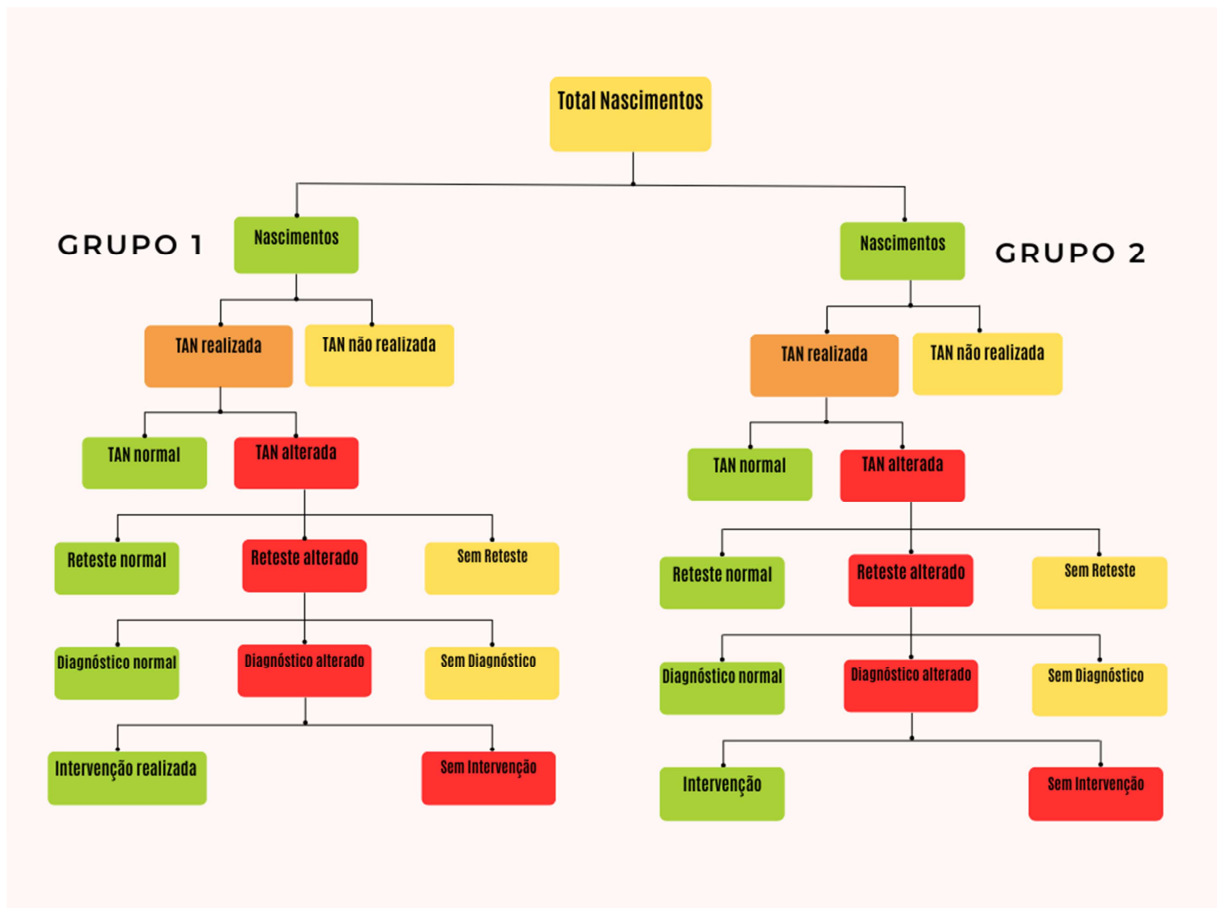 Total Nascimentos
GRUPO 1
Nascimentos
TAN realizada
TAN não realizada
TAN normal
TAN alterada
Reteste normal
Reteste alterado
Sem Reteste
Diagnóstico normal
Diagnóstico alterado
Sem Diagnóstico
Intervenção realizada
Sem Intervenção
Nascimentos
GRUPO 2
TAN realizada
TAN não realizada
TAN normal
TAN alterada
Reteste normal
Reteste alterado
Sem Reteste
Diagnóstico normal
Diagnóstico alterado
Sem Diagnóstico
Intervenção
Sem Intervenção